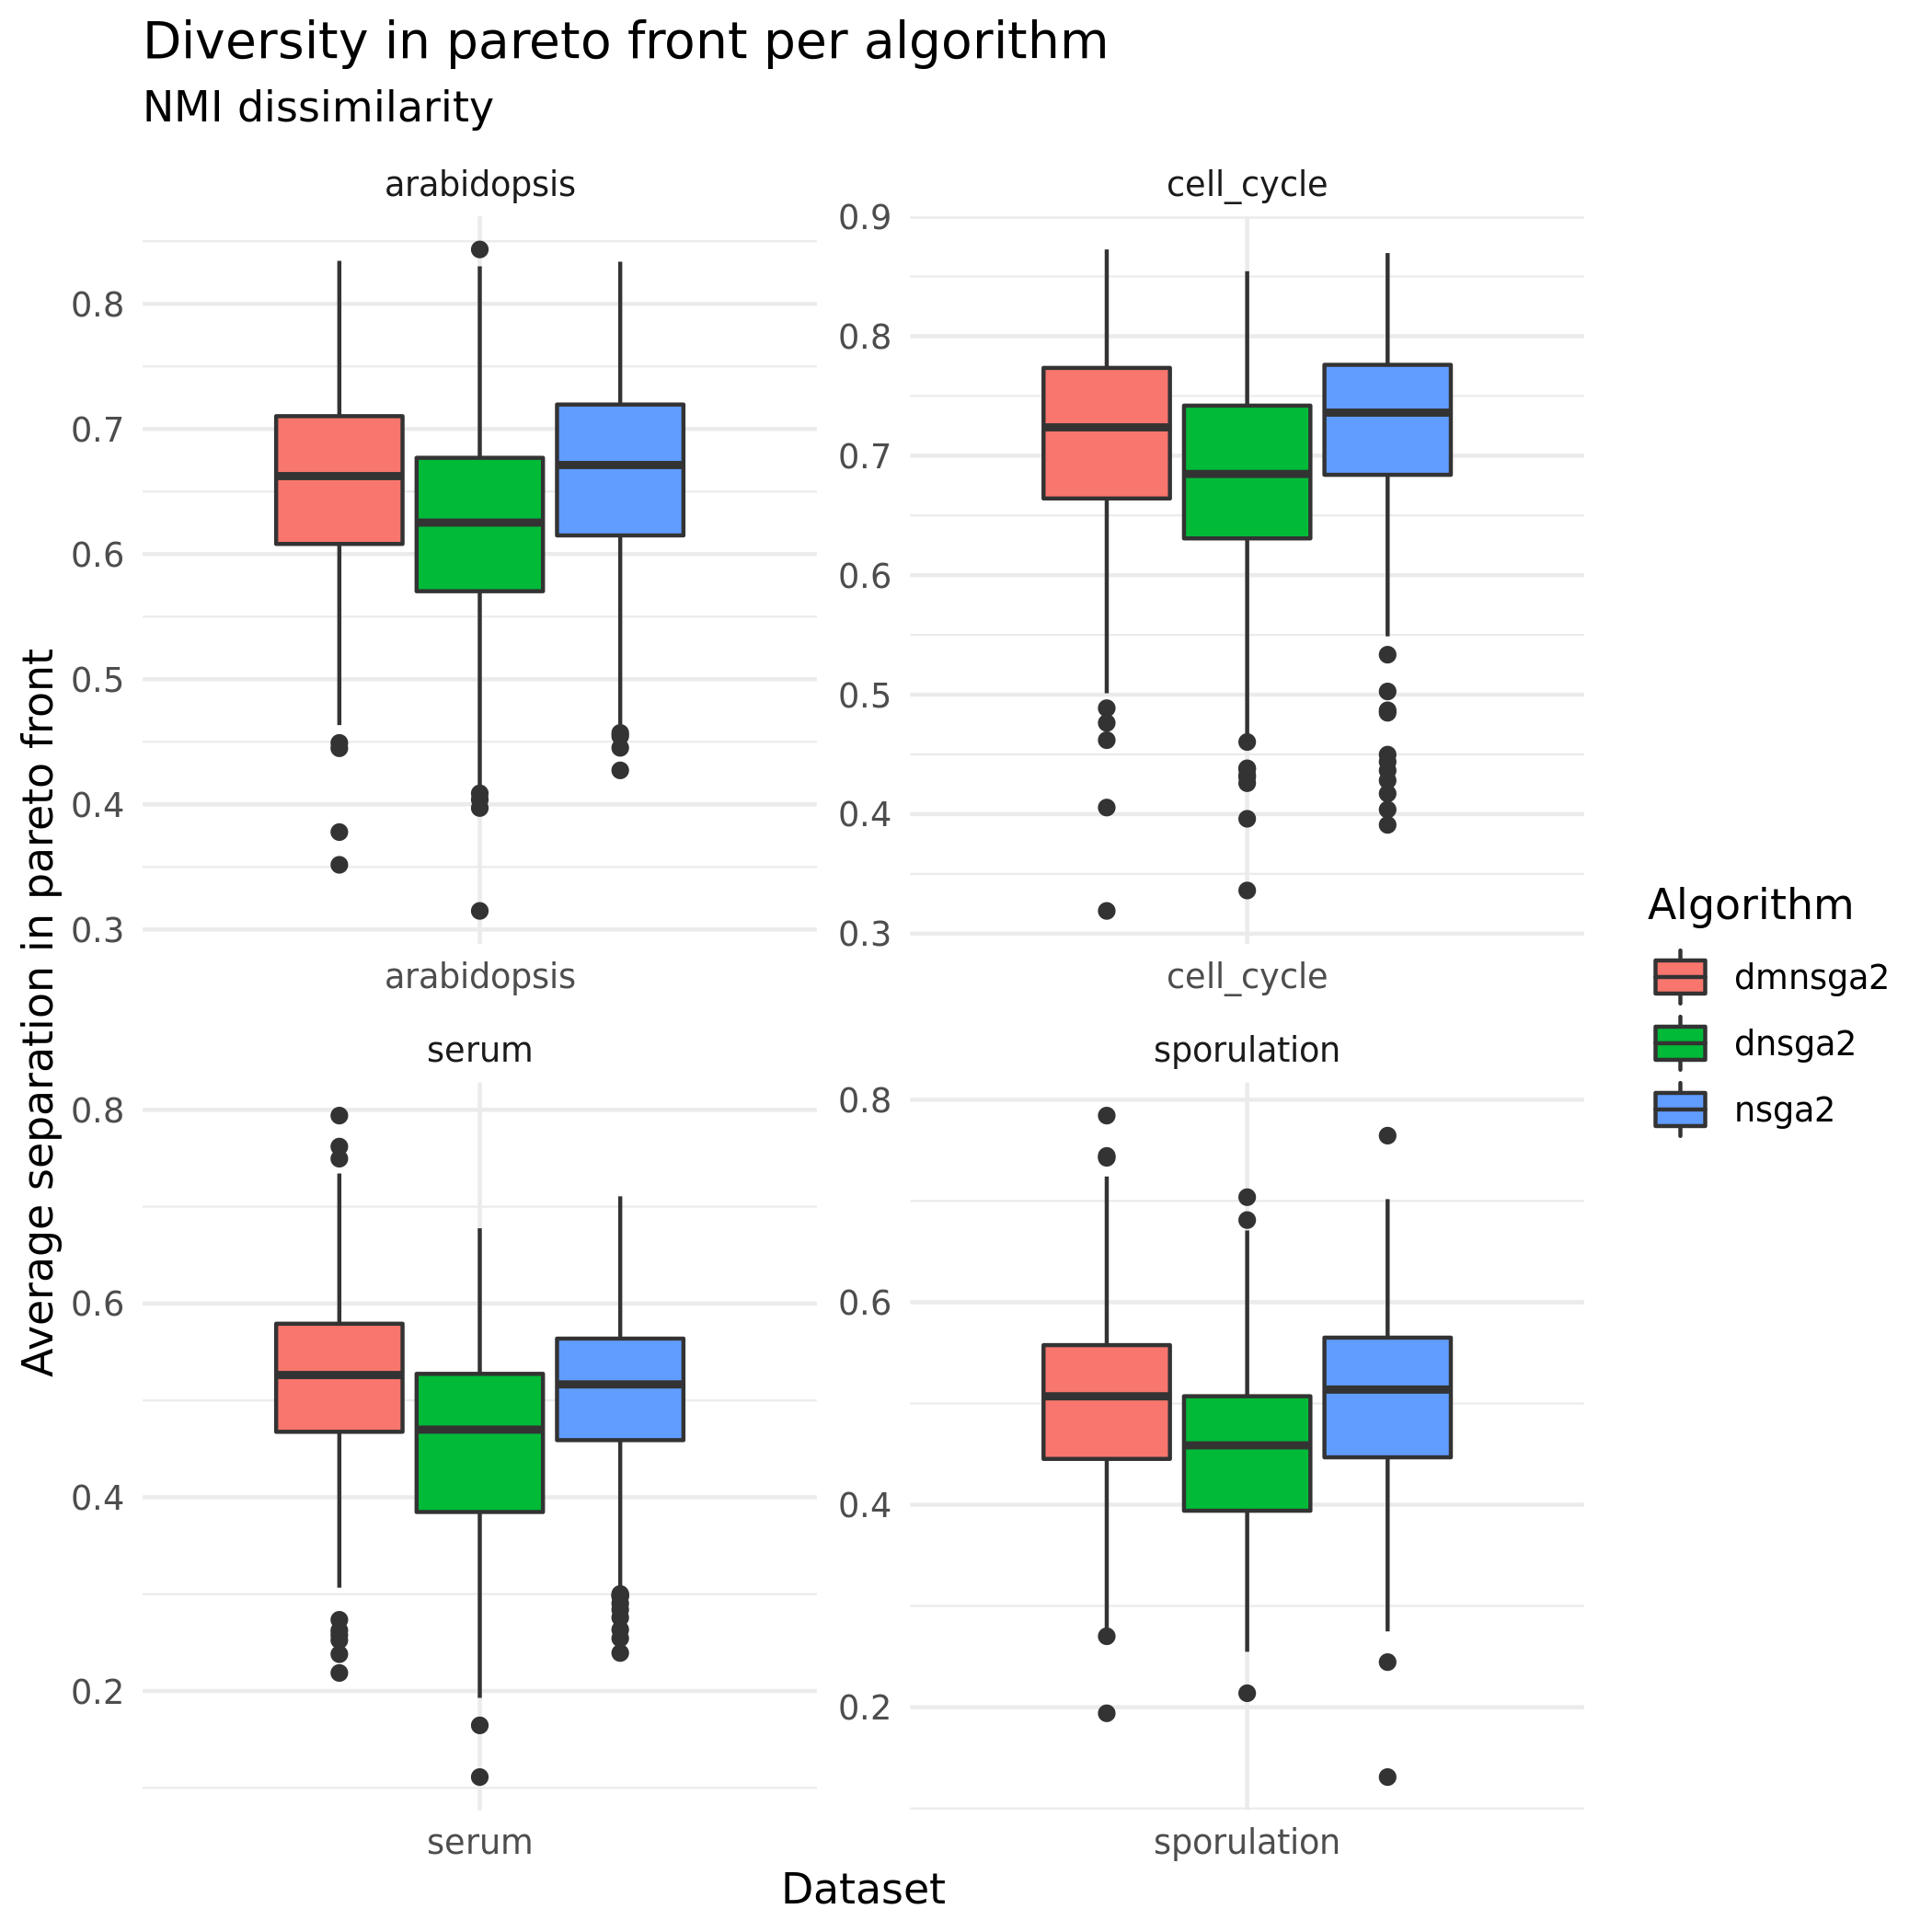 Diversity in pareto front per algorithm
NMI dissimilarity
Average separation in pareto front
arabidopsis
0.8
0.7
0.6
0.5
0.4
0.3
arabidopsis
cell_cycle
0.9
0.8
0.7
0.6
0.5
0.4
0.3
cell_cycle
serum
0.8
0.6
0.4
0.2
serum
sporulation
0.8
0.6
0.4
0.2
sporulation
Dataset
Algorithm
dmnsga2
dnsga2
nsga2